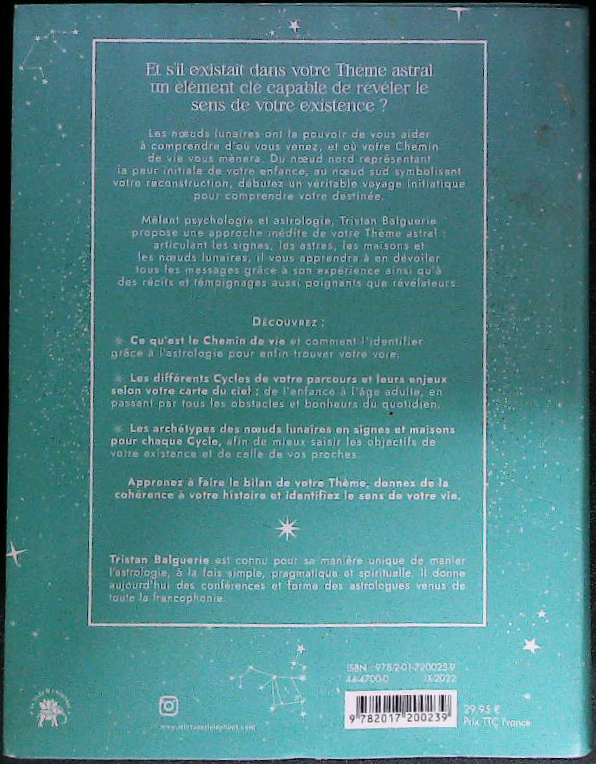 Et s'il existait dans votre Thème astral
un élément clé capable de révéler le
sens de votre existence ?
Les nœuds lunaires ont le pouvoir de vous aider
à comprendre d'où vous venez, et où votre Chemin
de vie vous mènera. Du nœud nord représentant
la peur initiale de votre enfance, au nœud sud symbolisant
votre reconstruction, débutez un véritable voyage initiatique
pour comprendre votre destinée.
Mêlant psychologie et astrologie, Tristan Balguerie
propose une approche inédite de votre Thème astral :
articulant les signes, les astres, les maisons et
les nœuds lunaires, il vous apprendra à en dévoiler
tous les messages grâce à son expérience ainsi qu'à
des récits et témoignages aussi poignants que révélateurs.
DÉCOUVREZ :
Ce qu'est le Chemin de vie et comment l'identifier
grâce à l'astrologie pour enfin trouver votre voie.
Les différents Cycles de votre parcours et leurs enjeux
selon votre carte du ciel : de l'enfance à l'âge adulte, en
passant par tous les obstacles et bonheurs du quotidien.
Les archétypes des nœuds lunaires en signes et maisons
pour chaque Cycle, afin de mieux saisir les objectifs de
votre existence et de celle de vos proches.
Apprenez à faire le bilan de votre Thème, donnez de la
cohérence à votre histoire et identifiez le sens de votre vie.
Tristan Balguerie est connu pour sa manière unique de manier
l'astrologie, à la fois simple, pragmatique et spirituelle. Il donne
aujourd'hui des conférences et forme des astrologues venus de
toute la francophonie.
ISBN : 978-2-01-720023-9
44-4700-0 IX-2022
9 782017 200239
29,95 €
Prix TTC France